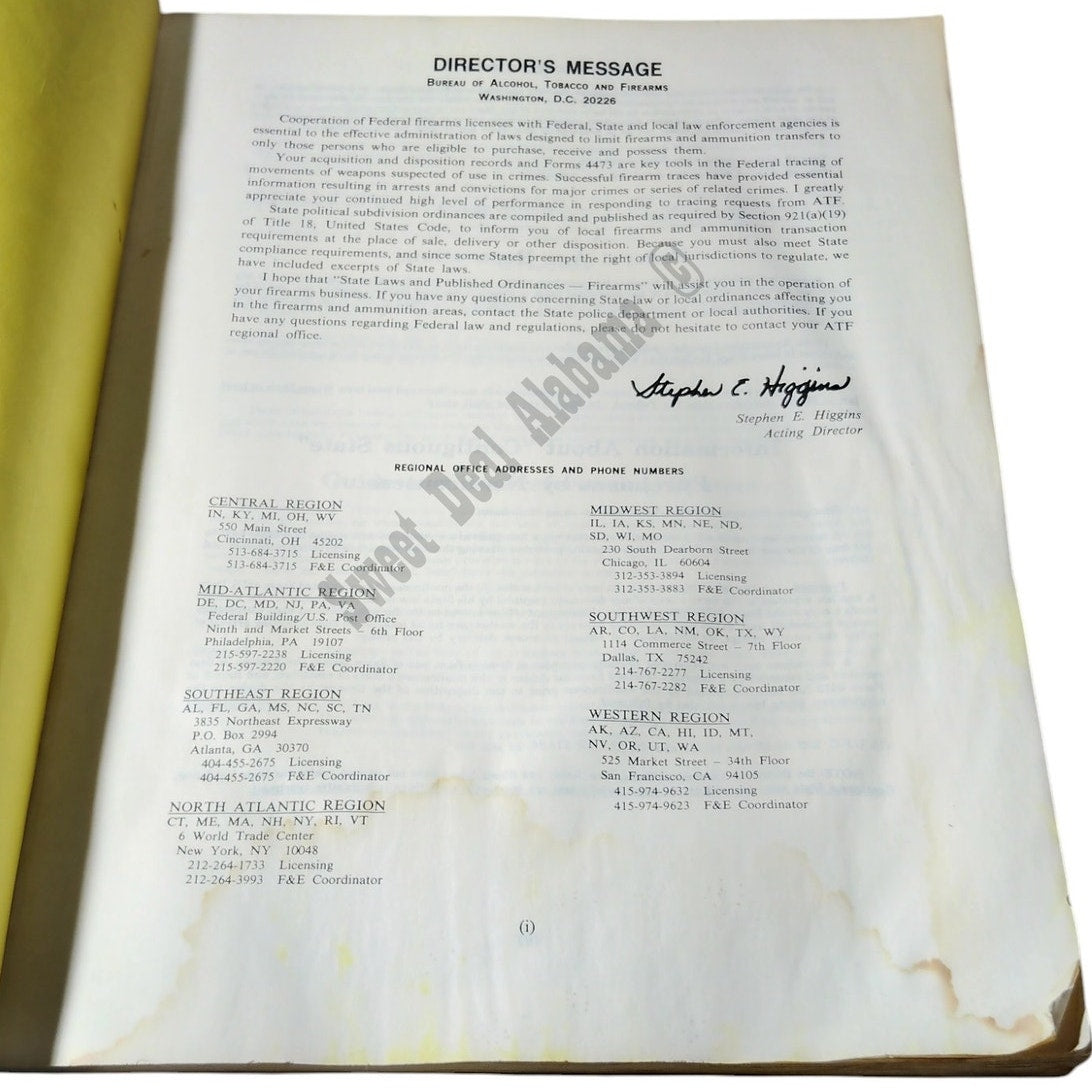 DIRECTOR'S MESSAGE
BUREAU OF ALCOHOL, TOBACCO AND FIREARMS
WASHINGTON, D.C. 20226
Cooperation of Federal firearms licensees with Federal, State and local law enforcement agencies is
essential to the effective administration of laws designed to limit firearms and ammunition transfers to
only those persons who are eligible to purchase, receive and possess them.
Your acquisition and disposition records and Forms 4473 are key tools in the Federal tracing of
movements of weapons suspected of use in crimes. Successful firearm traces have provided essential
information resulting in arrests and convictions for major crimes or series of related crimes. I greatly
appreciate your continued high level of performance in responding to tracing requests from ATF.
State political subdivision ordinances are compiled and published as required by Section 921(a)(19)
of Title 18, United States Code, to inform you of local firearms and ammunition transaction
requirements at the place of sale, delivery or other disposition. Because you must also meet State
compliance requirements, and since some States preempt the right of local jurisdictions to regulate, we
have included excerpts of State laws.
I hope that "State Laws and Published Ordinances — Firearms" will assist you in the operation of
your firearms business. If you have any questions concerning State law or local ordinances affecting you
in the firearms and ammunition areas, contact the State police department or local authorities. If you
have any questions regarding Federal law and regulations, please do not hesitate to contact your ATF
regional office.
Stephen E. Higgins
Stephen E. Higgins
Acting Director
REGIONAL OFFICE ADDRESSES AND PHONE NUMBERS
CENTRAL REGION
IN, KY, MI, OH, WV
550 Main Street
Cincinnati, OH 45202
513-684-3715 Licensing
513-684-3715 F&E Coordinator
MID-ATLANTIC REGION
DE, DC, MD, NJ, PA, VA
Federal Building/U.S. Post Office
Ninth and Market Streets – 6th Floor
Philadelphia, PA 19107
215-597-2238 Licensing
215-597-2220 F&E Coordinator
SOUTHEAST REGION
AL, FL, GA, MS, NC, SC, TN
3835 Northeast Expressway
P.O. Box 2994
Atlanta, GA 30370
404-455-2675 Licensing
404-455-2675 F&E Coordinator
NORTH ATLANTIC REGION
CT, ME, MA, NH, NY, RI, VT
6 World Trade Center
New York, NY 10048
212-264-1733 Licensing
212-264-3993 F&E Coordinator
MIDWEST REGION
IL, IA, KS, MN, NE, ND,
SD, WI, MO
230 South Dearborn Street
Chicago, IL 60604
312-353-3894 Licensing
312-353-3883 F&E Coordinator
SOUTHWEST REGION
AR, CO, LA, NM, OK, TX, WY
1114 Commerce Street – 7th Floor
Dallas, TX 75242
214-767-2277 Licensing
214-767-2282 F&E Coordinator
WESTERN REGION
AK, AZ, CA, HI, ID, MT,
NV, OR, UT, WA
525 Market Street – 34th Floor
San Francisco, CA 94105
415-974-9632 Licensing
415-974-9623 F&E Coordinator
(i)
Sweet Deal Alabama ©